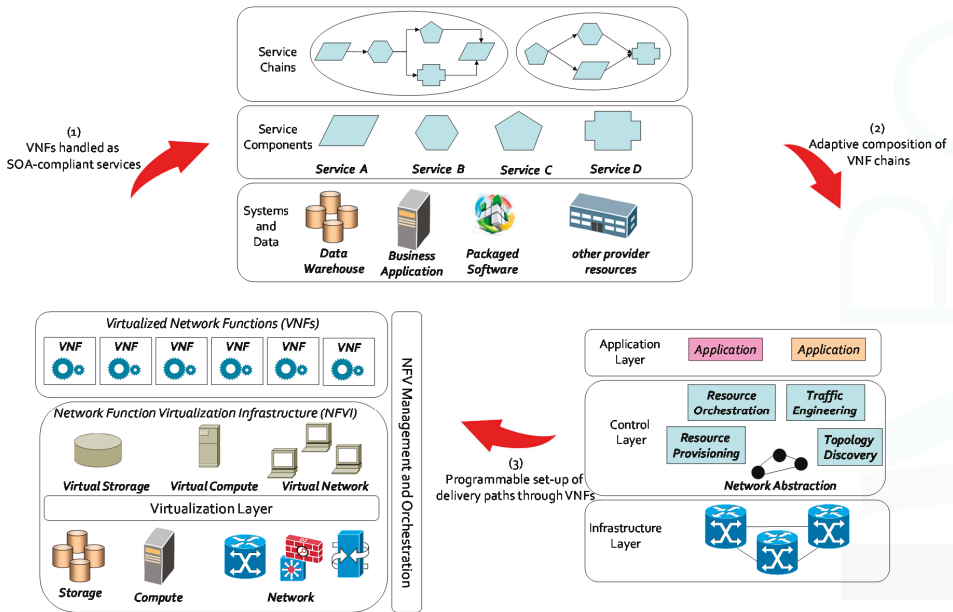 Service
Chains
(1)
VNFs handled as
SOA-compliant services
Service
Components
Service A
Service B
Service C
Service D
(2)
Adaptive composition of
VNF chains
Systems
and
Data
Data
Warehouse
Business
Application
Packaged
Software
other provider
resources
Virtualized Network Functions (VNFs)
VNF
VNF
VNF
VNF
VNF
VNF
Network Function Virtualization Infrastructure (NFVI)
Virtual Strorage
Virtual Compute
Virtual Network
Virtualization Layer
Storage
Compute
Network
NFV Management and Orchestration
(3)
Programmable set-up of
delivery paths through VNFs
Application
Layer
Application
Application
Control
Layer
Resource
Orchestration
Traffic
Engineering
Resource
Provisioning
Topology
Discovery
Network Abstraction
Infrastructure
Layer